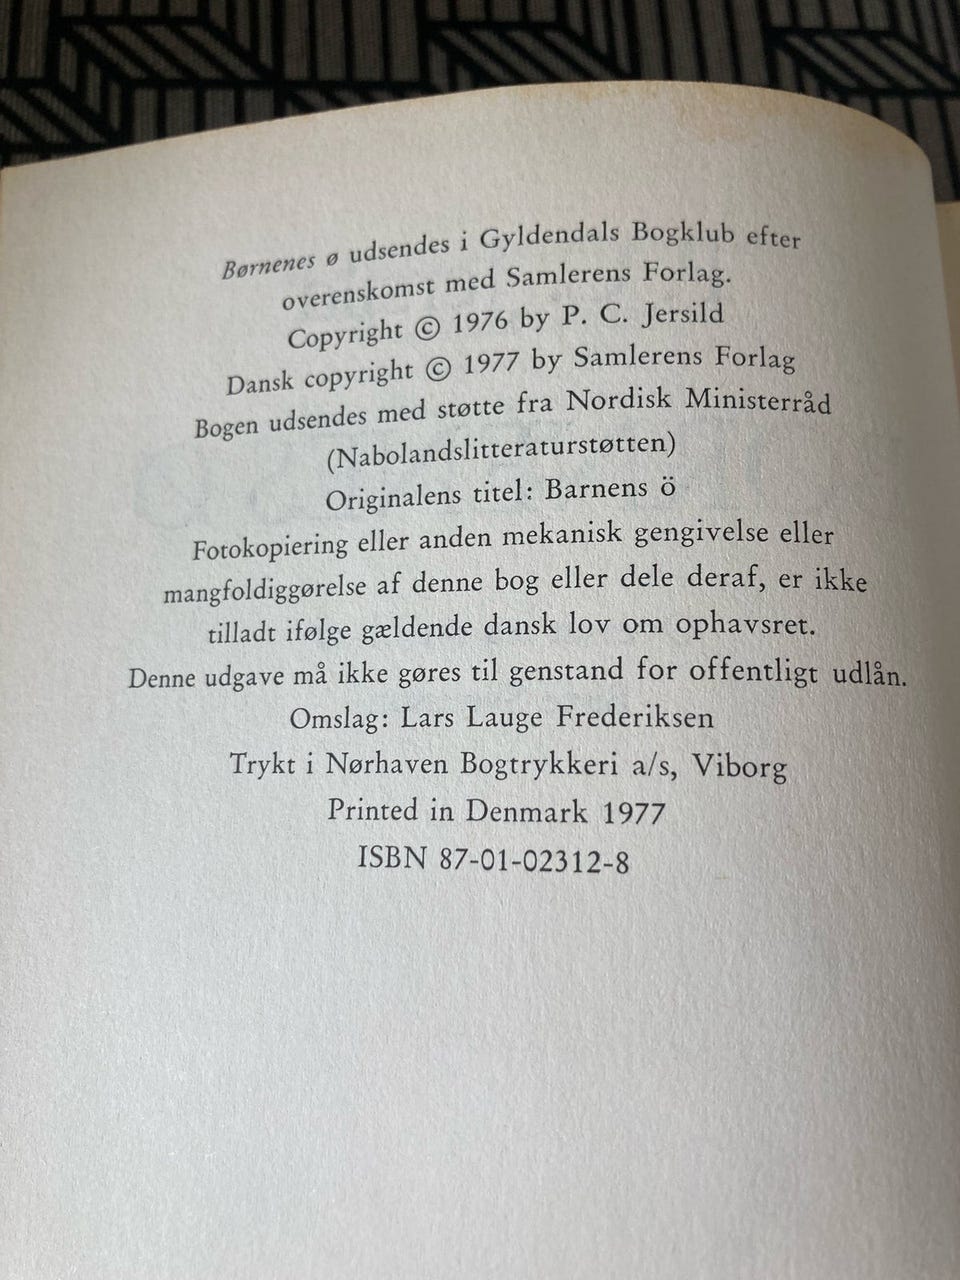 Børnenes ø udsendes i Gyldendals Bogklub efter
overenskomst med Samlerens Forlag.
Copyright © 1976 by P. C. Jersild
Dansk copyright © 1977 by Samlerens Forlag
Bogen udsendes med støtte fra Nordisk Ministerråd
(Nabolandslitteraturstøtten)
Originalens titel: Barnens ö
Fotokopiering eller anden mekanisk gengivelse eller
mangfoldiggørelse af denne bog eller dele deraf, er ikke
tilladt ifølge gældende dansk lov om ophavsret.
Denne udgave må ikke gøres til genstand for offentligt udlån.
Omslag: Lars Lauge Frederiksen
Trykt i Nørhaven Bogtrykkeri a/s, Viborg
Printed in Denmark 1977
ISBN 87-01-02312-8